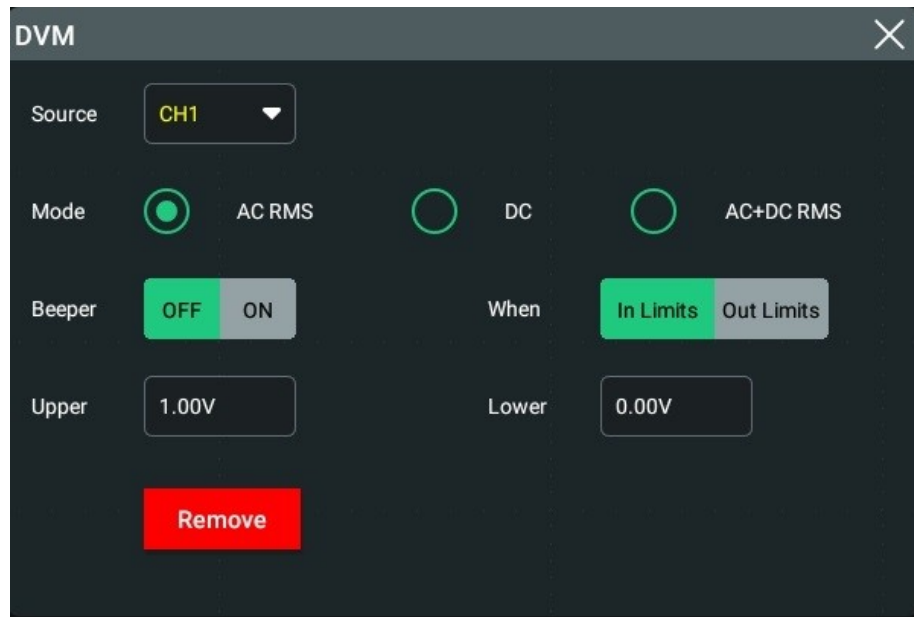 DVM
Source CH1
Mode AC RMS DC AC+DC RMS
Beeper OFF ON When In Limits Out Limits
Upper 1.00V Lower 0.00V
Remove